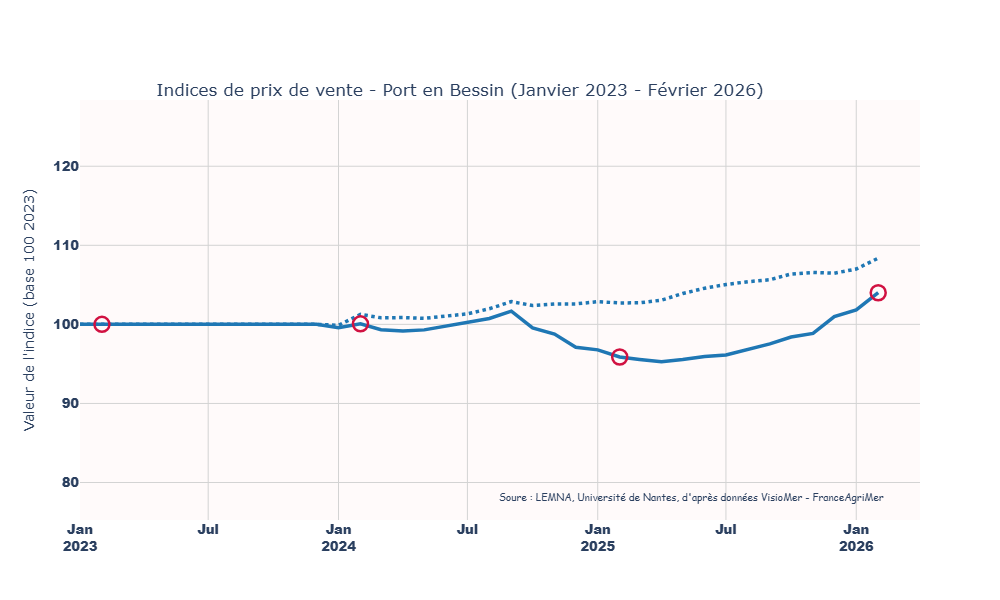 Indices de prix de vente - Port en Bessin (Janvier 2023 - Février 2026)
Valeur de l'indice (base 100 2023)
120
110
100
90
80
Soure : LEMNA, Université de Nantes, d'après données VisioMer - FranceAgriMer
Jan Jul Jan Jul Jan Jul Jan
2023 2024 2025 2026